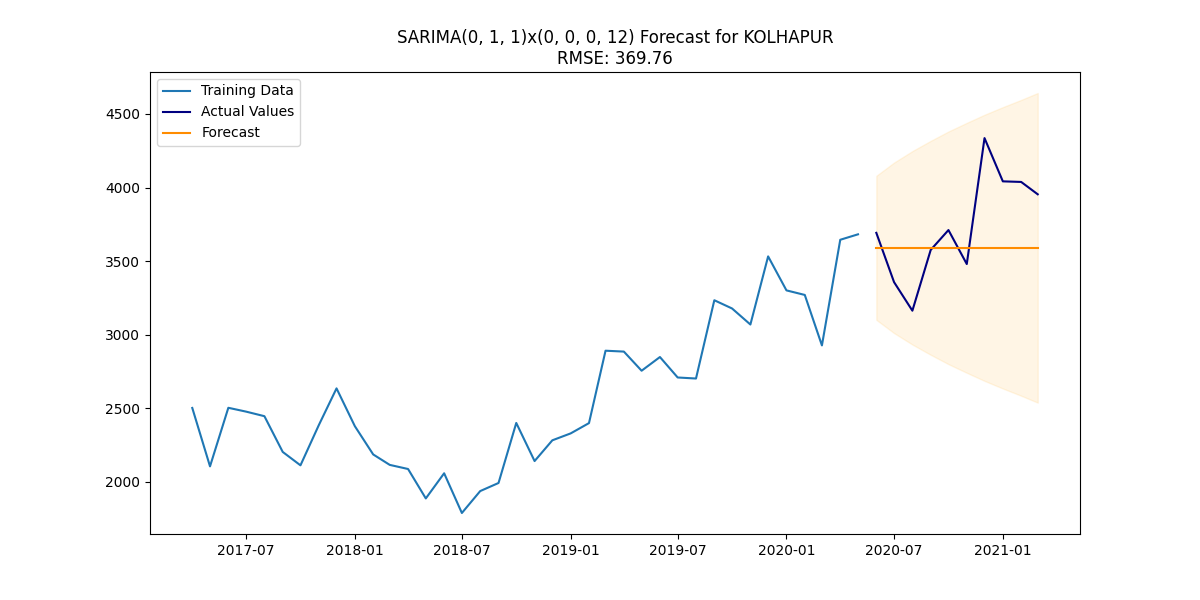 SARIMA(0, 1, 1)x(0, 0, 0, 12) Forecast for KOLHAPUR
RMSE: 369.76
Training Data
Actual Values
Forecast
4500
4000
3500
3000
2500
2000
2017-07
2018-01
2018-07
2019-01
2019-07
2020-01
2020-07
2021-01